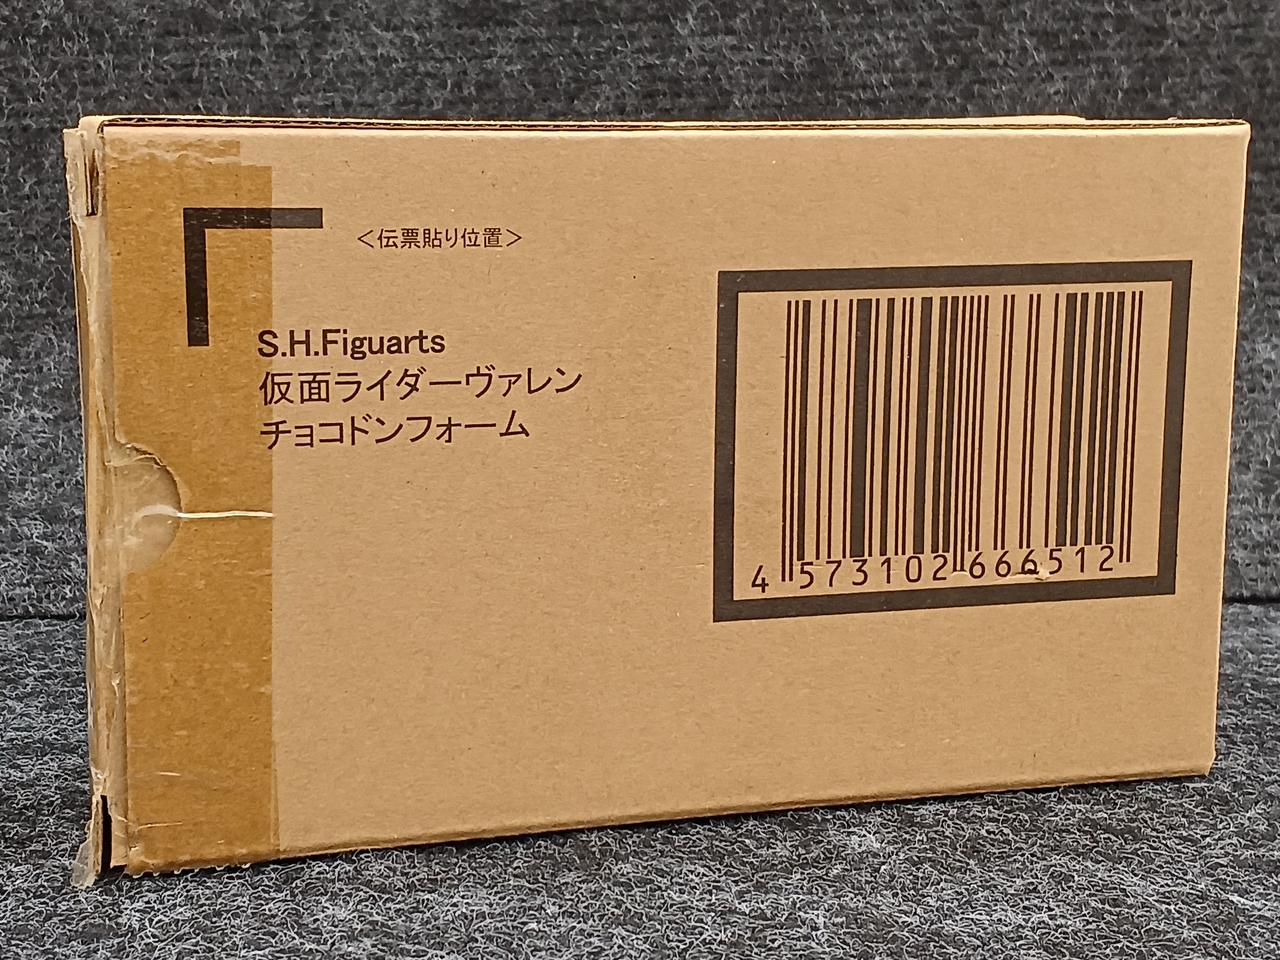 ＜伝票貼り位置＞
S.H.Figuarts
仮面ライダーヴァレン
チョコドンフォーム
4 573102 666512